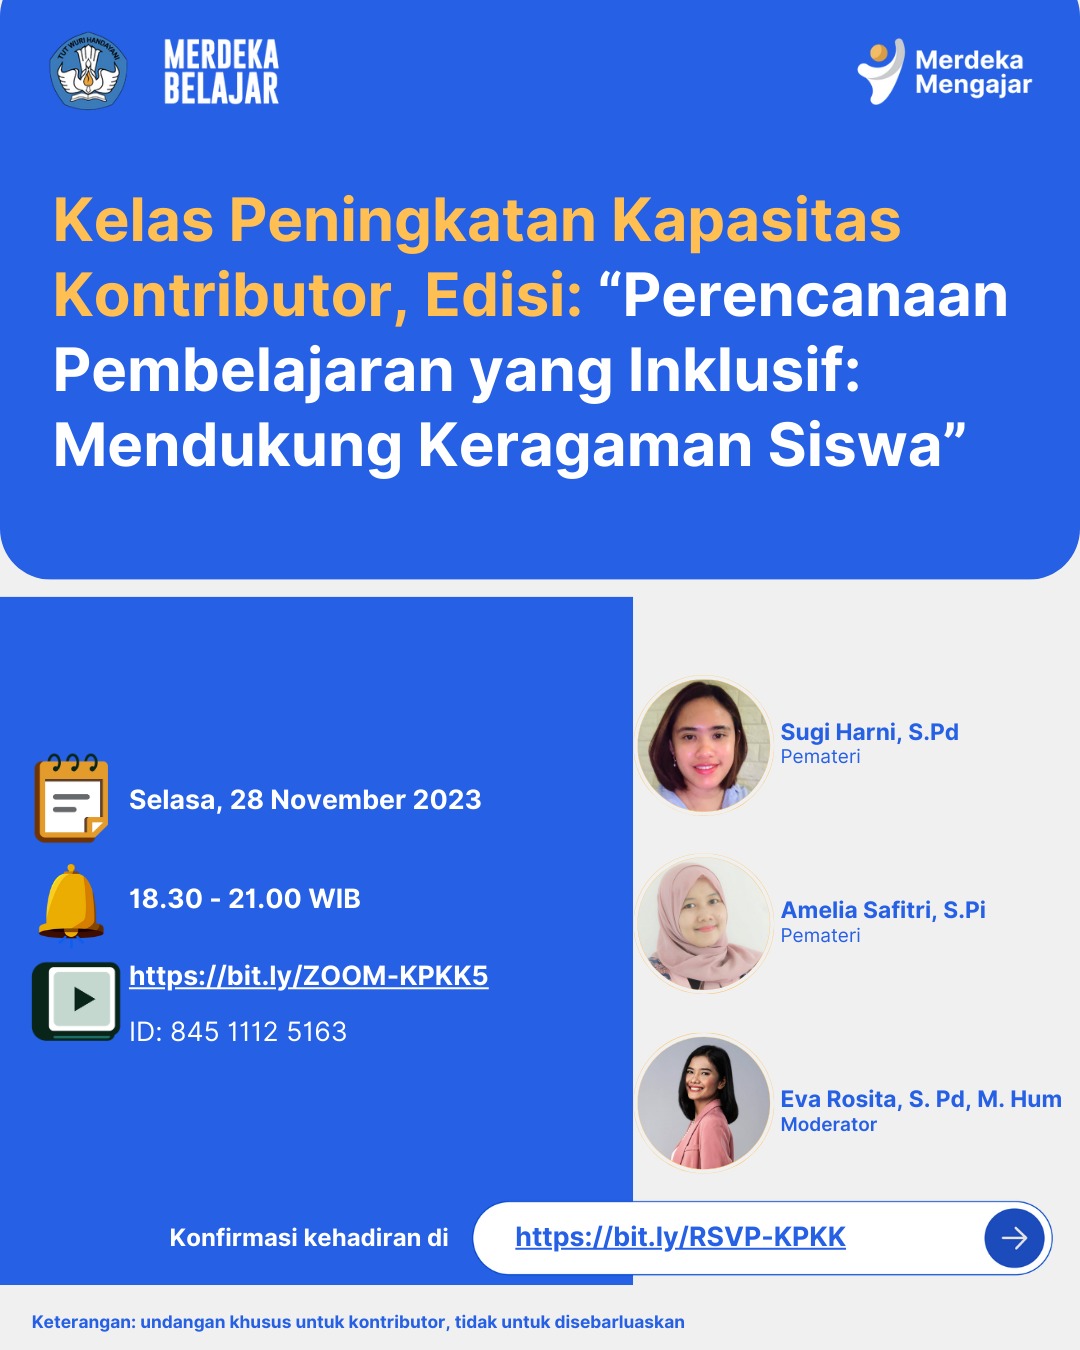 TUT WURI HANDAYANI
MERDEKA
BELAJAR
Merdeka
Mengajar
Kelas Peningkatan Kapasitas
Kontributor, Edisi: “Perencanaan
Pembelajaran yang Inklusif:
Mendukung Keragaman Siswa”
Selasa, 28 November 2023
18.30 - 21.00 WIB
https://bit.ly/ZOOM-KPKK5
ID: 845 1112 5163
Sugi Harni, S.Pd
Pemateri
Amelia Safitri, S.Pi
Pemateri
Eva Rosita, S. Pd, M. Hum
Moderator
Konfirmasi kehadiran di
https://bit.ly/RSVP-KPKK
Keterangan: undangan khusus untuk kontributor, tidak untuk disebarluaskan